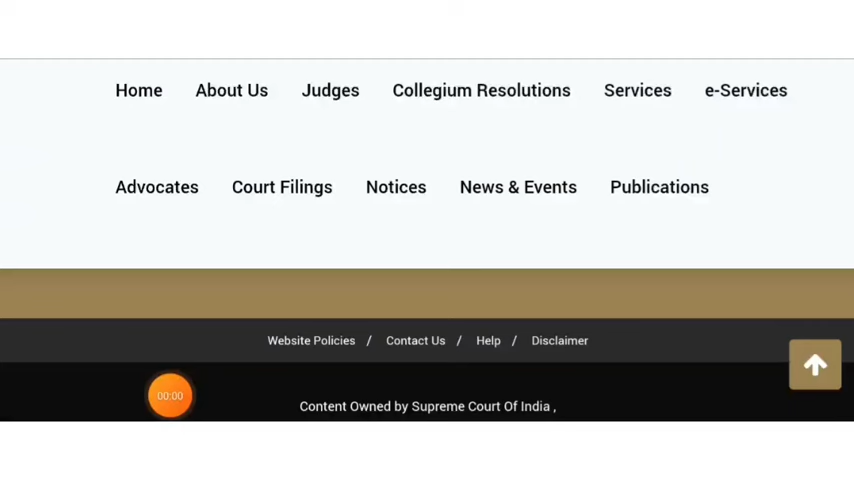 Home About Us Judges Collegium Resolutions Services e-Services
Advocates Court Filings Notices News & Events Publications
Website Policies / Contact Us / Help / Disclaimer
00:00
Content Owned by Supreme Court Of India ,